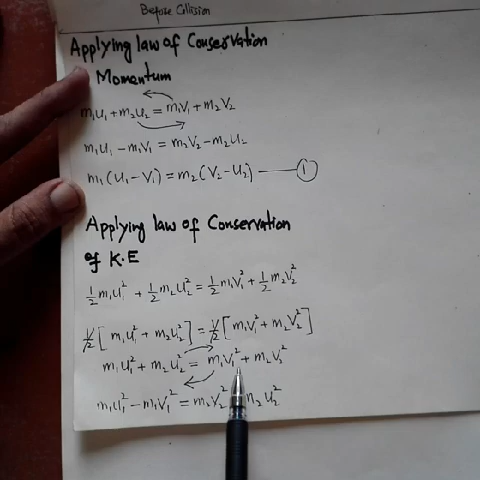 Before Collision
Applying law of Conservation
Momentum
m₁U₁ + m₂U₂ = m₁V₁ + m₂V₂
m₁U₁ - m₁V₁ = m₂V₂ - m₂U₂
m₁(U₁ - V₁) = m₂(V₂ - U₂) — ①
Applying law of Conservation
of K.E
½m₁U₁² + ½m₂U₂² = ½m₁V₁² + ½m₂V₂²
½[m₁U₁² + m₂U₂²] = ½[m₁V₁² + m₂V₂²]
m₁U₁² + m₂U₂² = m₁V₁² + m₂V₂²
m₁U₁² - m₁V₁² = m₂V₂² m₂U₂²